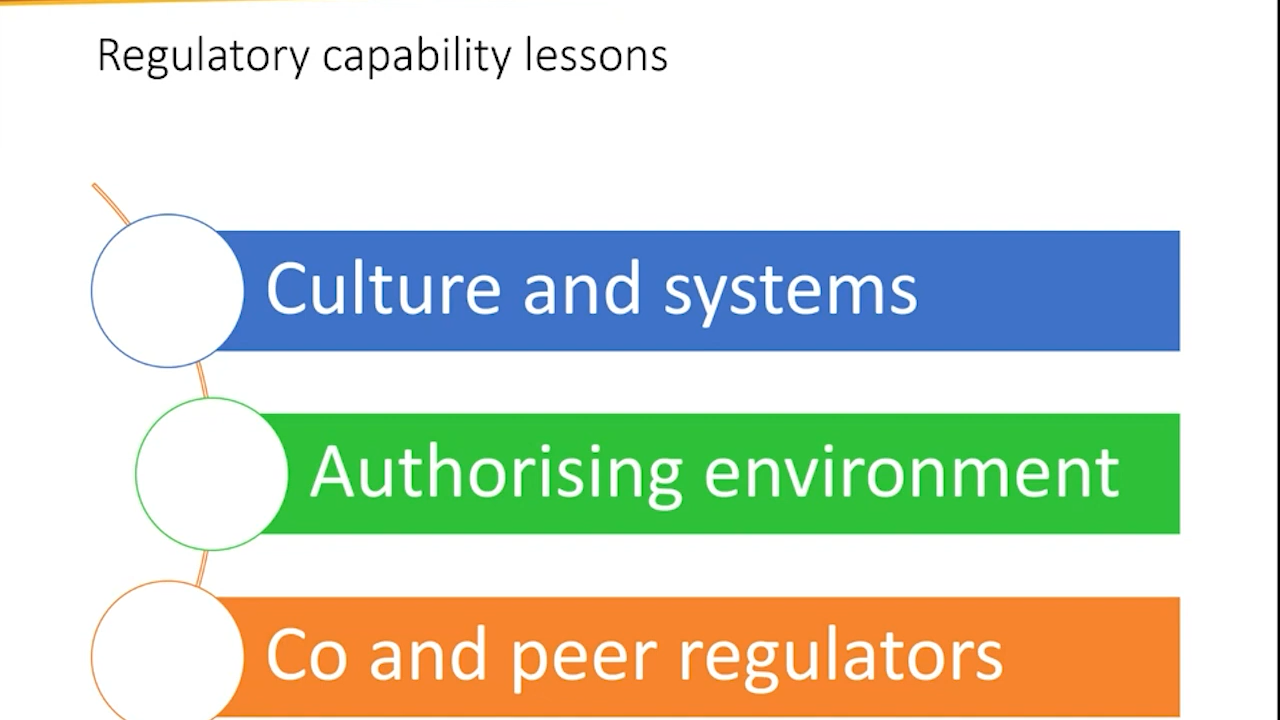 Regulatory capability lessons
Culture and systems
Authorising environment
Co and peer regulators